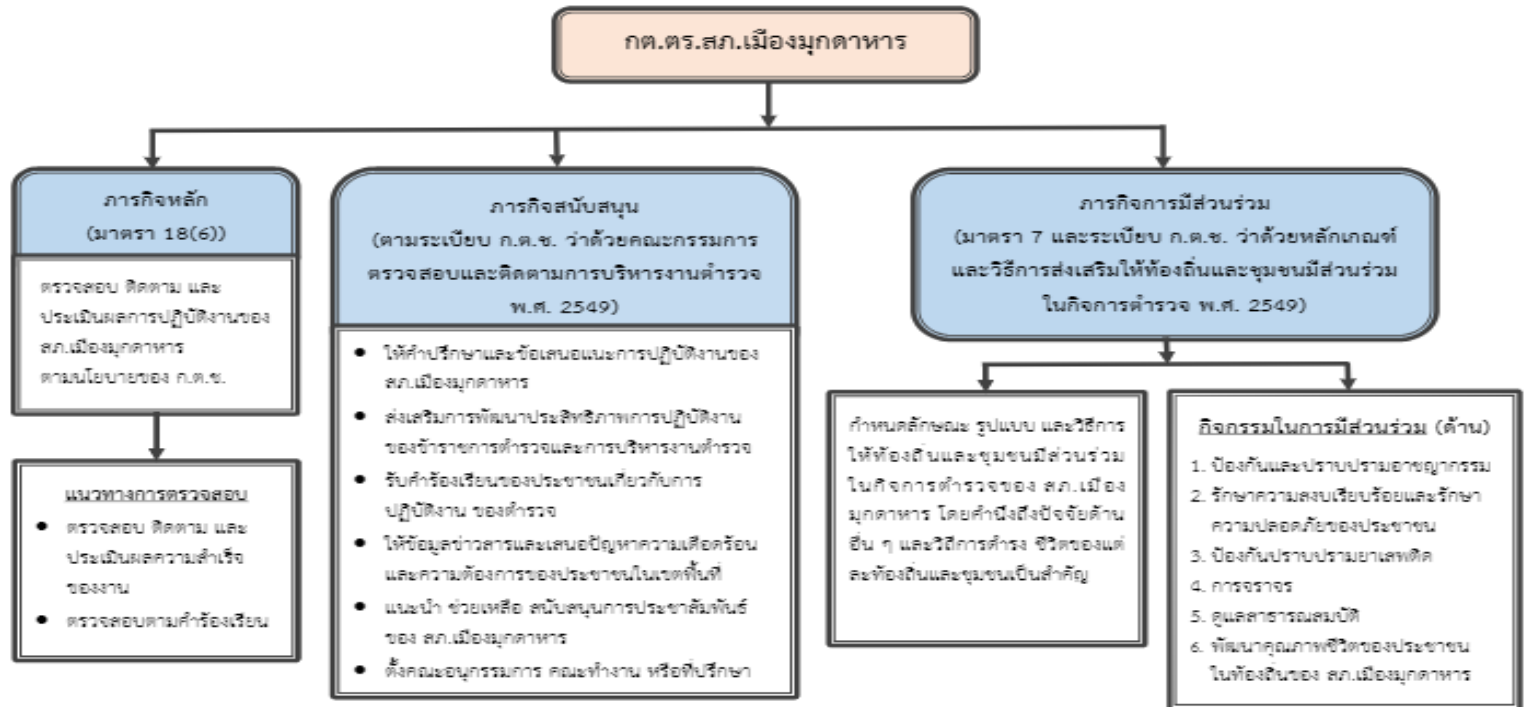 กต.ตร.สภ.เมืองมุกดาหาร
ภารกิจหลัก
(มาตรา 18(6))
ตรวจสอบ ติดตาม และ
ประเมินผลการปฏิบัติงานของ
สภ.เมืองมุกดาหาร
ตามนโยบายของ ก.ต.ช.
แนวทางการตรวจสอบ
● ตรวจสอบ ติดตาม และ
ประเมินผลความสำเร็จ
ของงาน
● ตรวจสอบตามคำร้องเรียน
ภารกิจสนับสนุน
(ตามระเบียบ ก.ต.ช. ว่าด้วยคณะกรรมการ
ตรวจสอบและติดตามการบริหารงานตำรวจ
พ.ศ. 2549)
● ให้คำปรึกษาและข้อเสนอแนะการปฏิบัติงานของ
สภ.เมืองมุกดาหาร
● ส่งเสริมการพัฒนาประสิทธิภาพการปฏิบัติงาน
ของข้าราชการตำรวจและการบริหารงานตำรวจ
● รับคำร้องเรียนของประชาชนเกี่ยวกับการ
ปฏิบัติงาน ของตำรวจ
● ให้ข้อมูลข่าวสารและเสนอปัญหาความเดือดร้อน
และความต้องการของประชาชนในเขตพื้นที่
● แนะนำ ช่วยเหลือ สนับสนุนการประชาสัมพันธ์
ของ สภ.เมืองมุกดาหาร
● ตั้งคณะอนุกรรมการ คณะทำงาน หรือที่ปรึกษา
ภารกิจการมีส่วนร่วม
(มาตรา 7 และระเบียบ ก.ต.ช. ว่าด้วยหลักเกณฑ์
และวิธีการส่งเสริมให้ท้องถิ่นและชุมชนมีส่วนร่วม
ในกิจการตำรวจ พ.ศ. 2549)
กำหนดลักษณะ รูปแบบ และวิธีการ
ให้ท้องถิ่นและชุมชนมีส่วนร่วม
ในกิจการตำรวจของ สภ.เมือง
มุกดาหาร โดยคำนึงถึงปัจจัยด้าน
อื่น ๆ และวิถีการดำรง ชีวิตของแต่
ละท้องถิ่นและชุมชนเป็นสำคัญ
กิจกรรมในการมีส่วนร่วม (ด้าน)
1. ป้องกันและปราบปรามอาชญากรรม
2. รักษาความสงบเรียบร้อยและรักษา
ความปลอดภัยของประชาชน
3. ป้องกันปราบปรามยาเสพติด
4. การจราจร
5. ดูแลสาธารณสมบัติ
6. พัฒนาคุณภาพชีวิตของประชาชน
ในท้องถิ่นของ สภ.เมืองมุกดาหาร